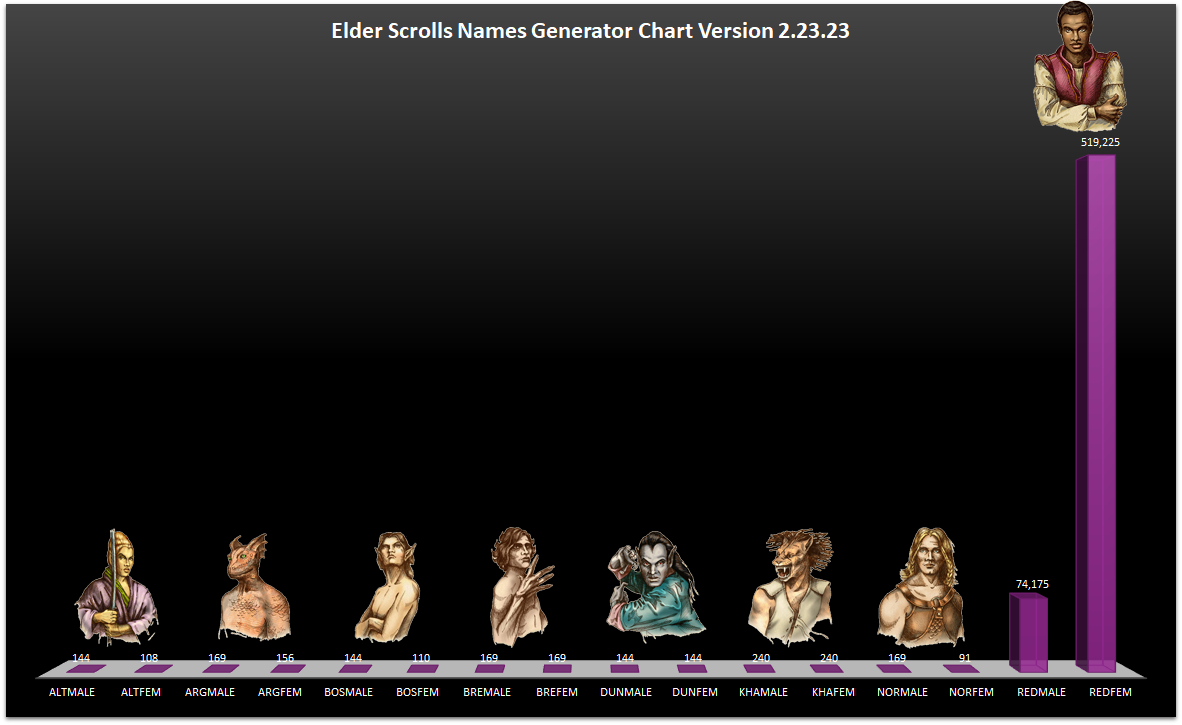 Elder Scrolls Names Generator Chart Version 2.23.23
519,225
74,175
144 108 169 156 144 110 169 169 144 144 240 240 169 91
ALTMALE ALTFEM ARGMALE ARGFEM BOSMALE BOSFEM BREMALE BREFEM DUNMALE DUNFEM KHAMALE KHAFEM NORMALE NORFEM REDMALE REDFEM